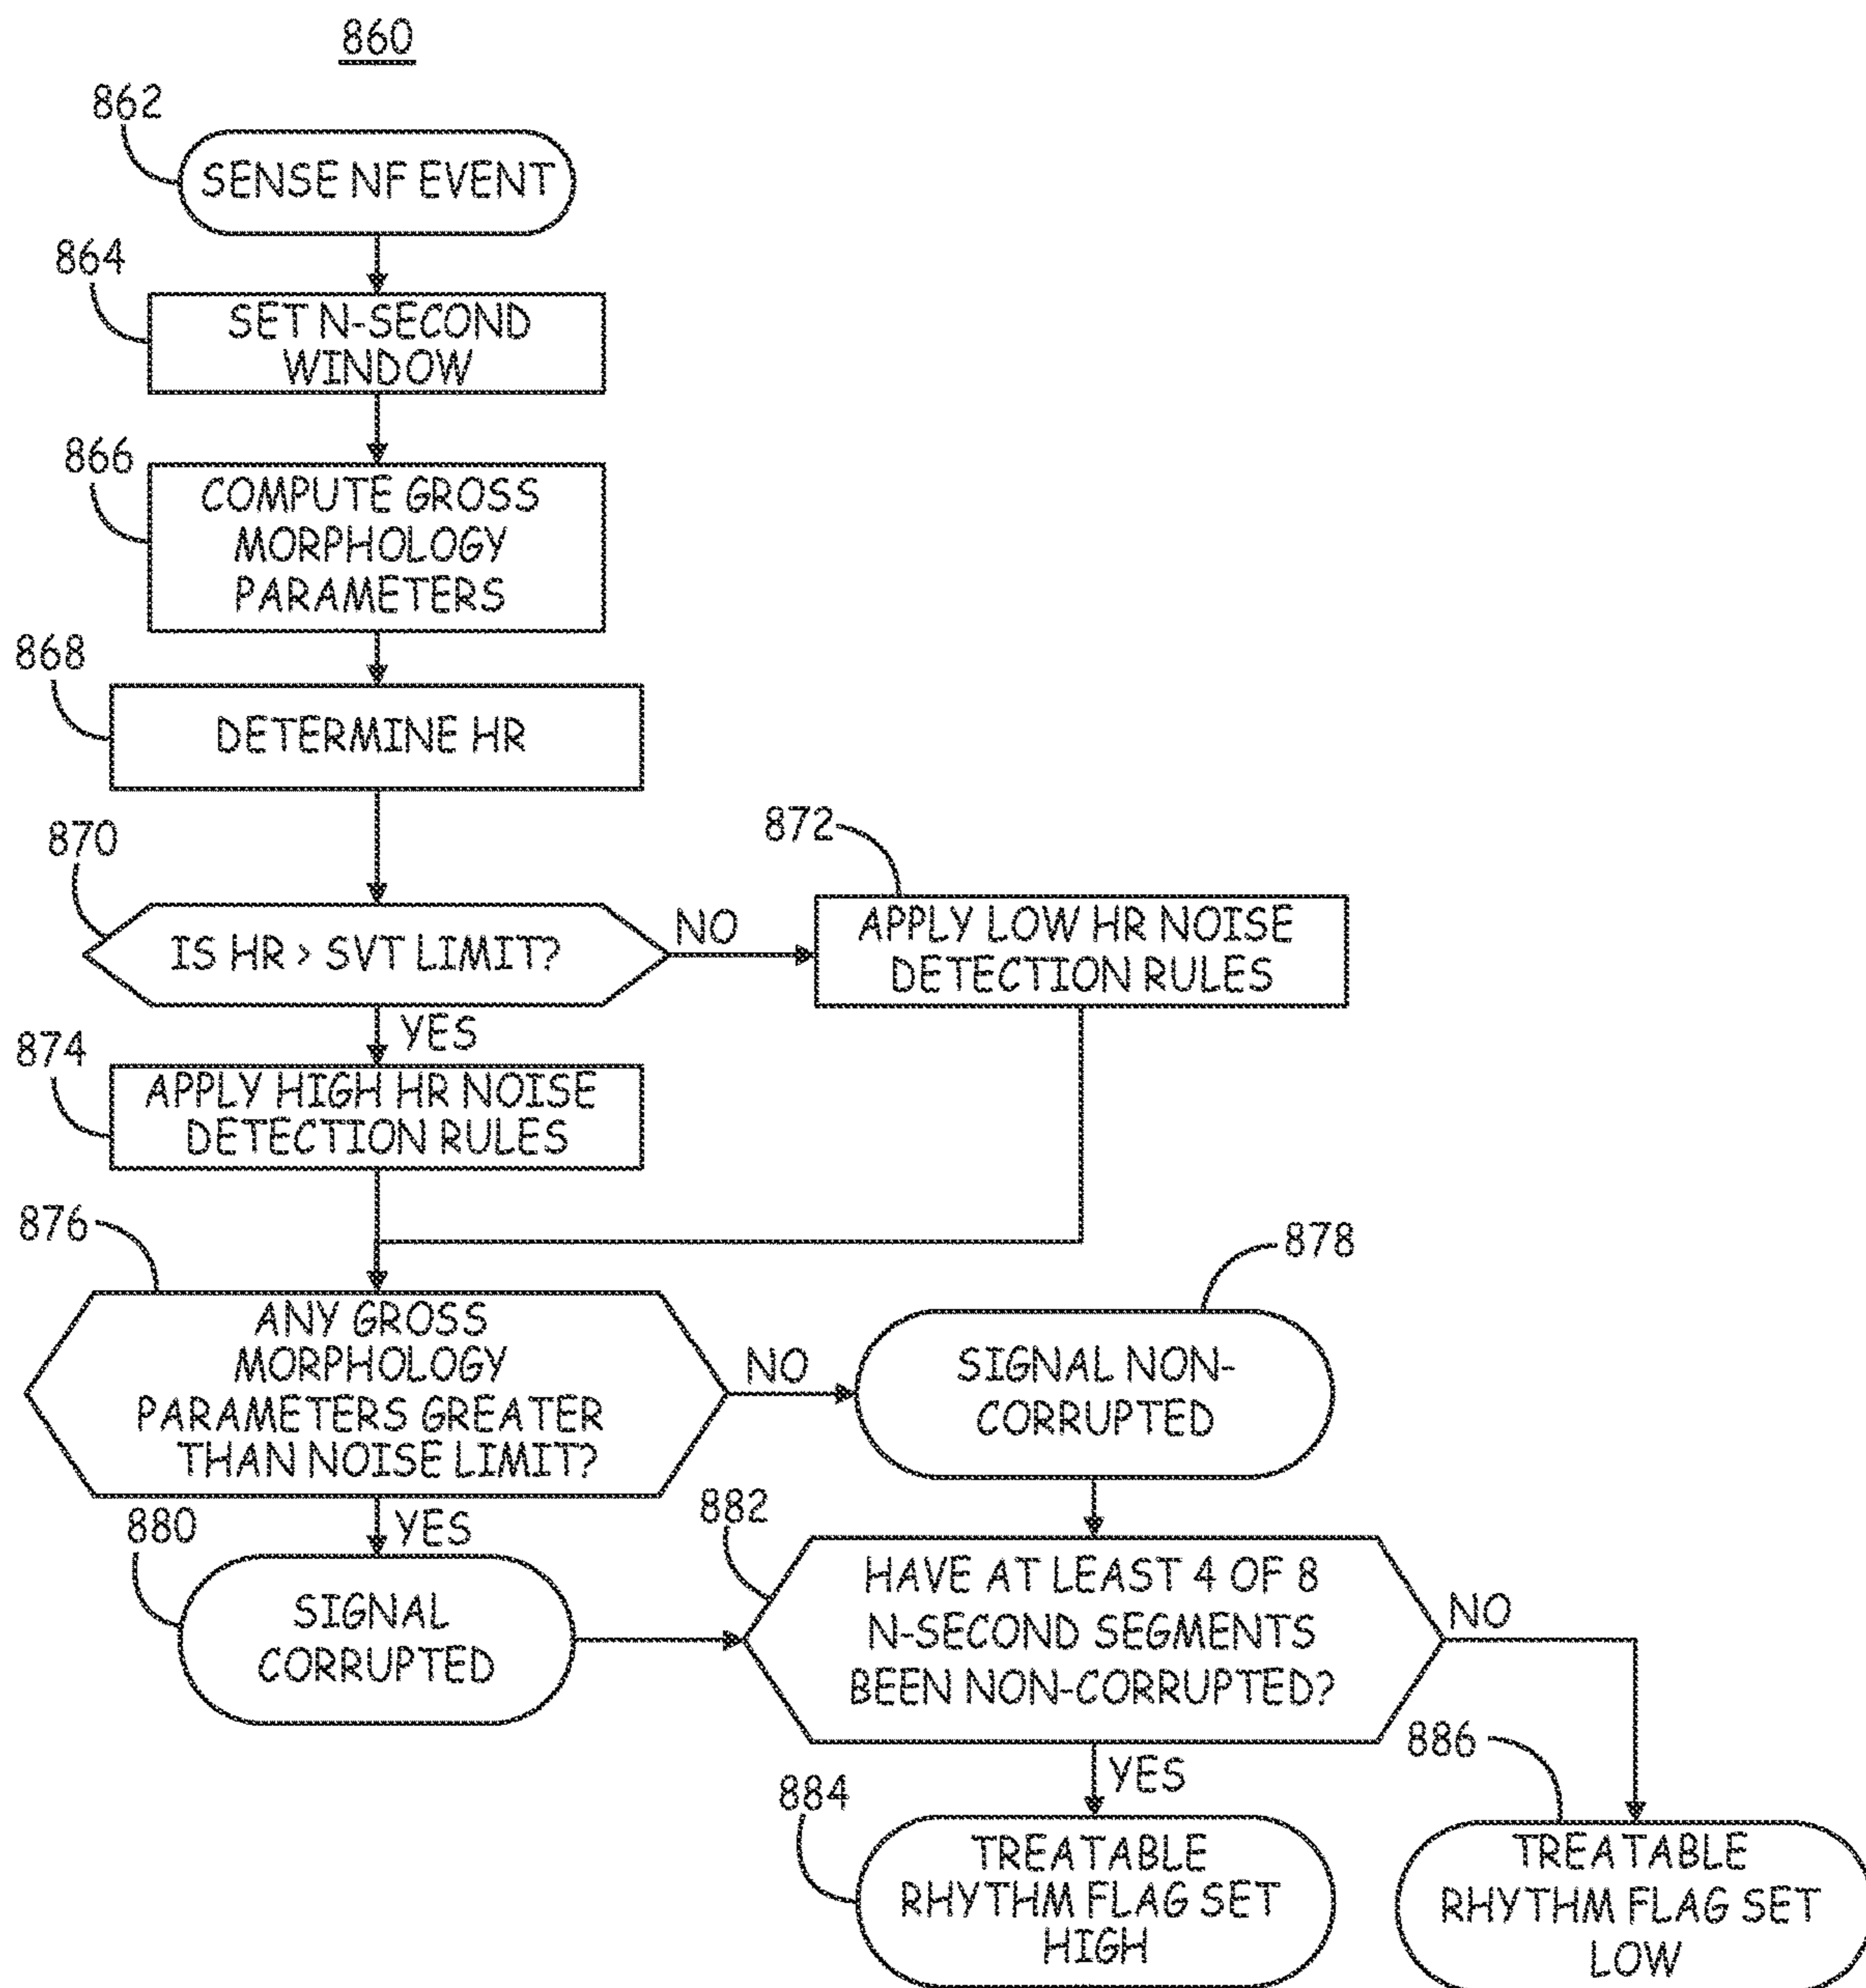 860
862
SENSE NF EVENT
864
SET N-SECOND
WINDOW
866
COMPUTE GROSS
MORPHOLOGY
PARAMETERS
868
DETERMINE HR
870
IS HR > SVT LIMIT?
NO
872
APPLY LOW HR NOISE
DETECTION RULES
YES
874
APPLY HIGH HR NOISE
DETECTION RULES
876
ANY GROSS
MORPHOLOGY
PARAMETERS GREATER
THAN NOISE LIMIT?
NO
878
SIGNAL NON-
CORRUPTED
YES
880
SIGNAL
CORRUPTED
882
HAVE AT LEAST 4 OF 8
N-SECOND SEGMENTS
BEEN NON-CORRUPTED?
NO
YES
884
TREATABLE
RHYTHM FLAG SET
HIGH
886
TREATABLE
RHYTHM FLAG SET
LOW